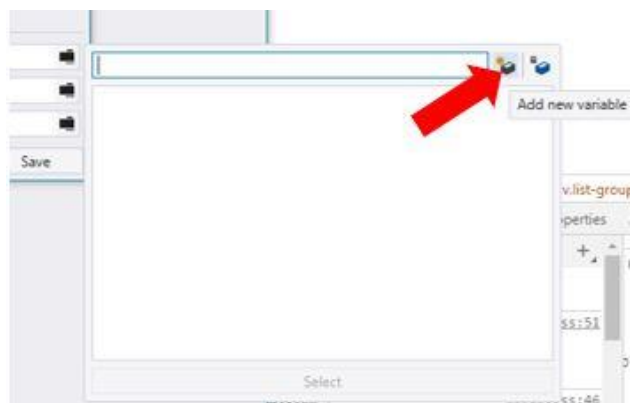 Add new variable
Save
v.list-group
perties
+
ss:51
Select
ss:46